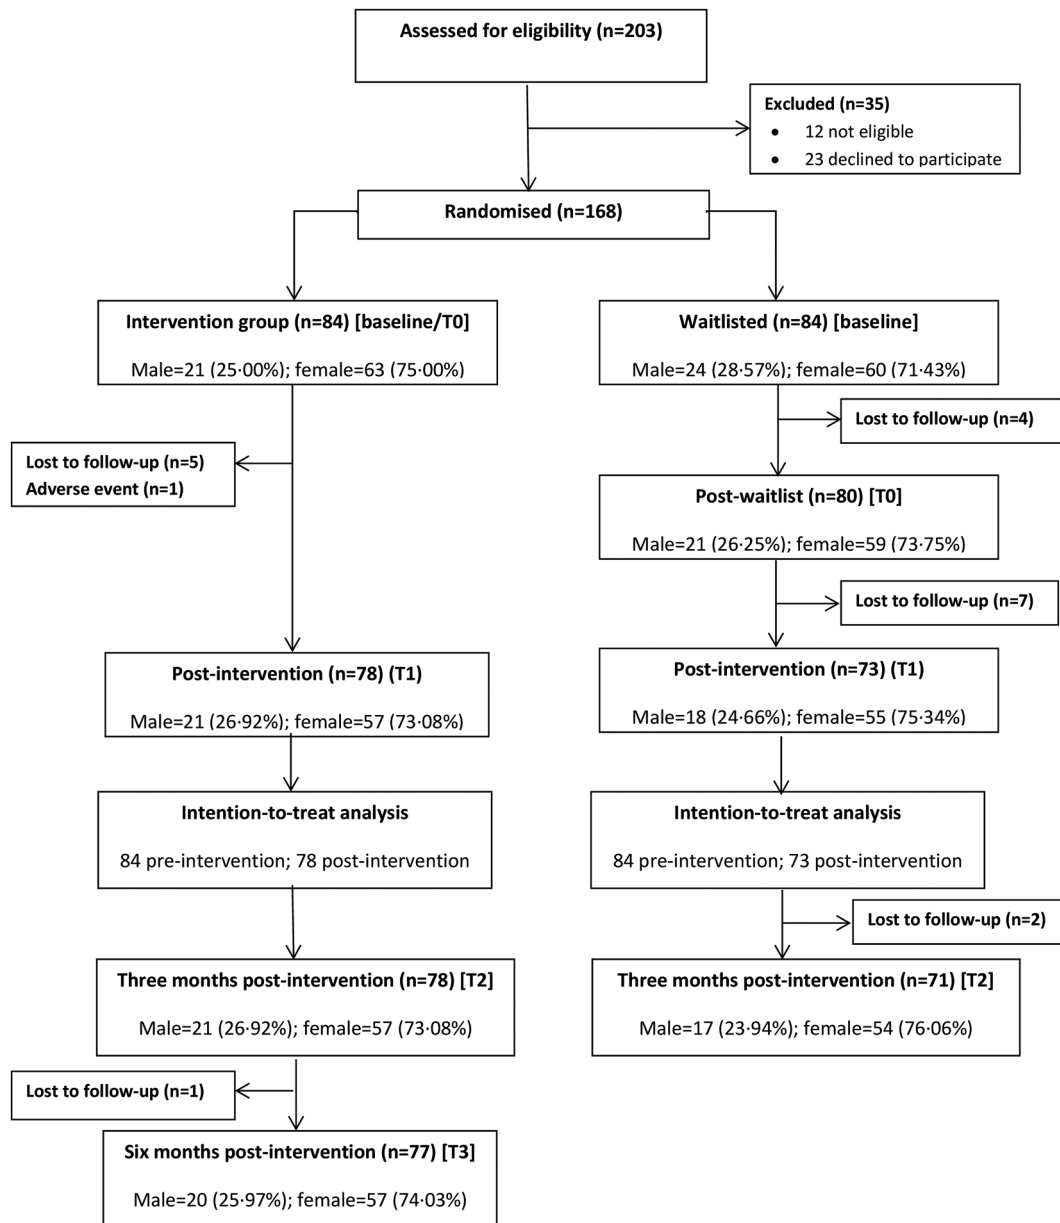 Assessed for eligibility (n=203)
Excluded (n=35)
• 12 not eligible
• 23 declined to participate
Randomised (n=168)
Intervention group (n=84) [baseline/T0]
Male=21 (25·00%); female=63 (75·00%)
Waitlisted (n=84) [baseline]
Male=24 (28·57%); female=60 (71·43%)
Lost to follow-up (n=4)
Lost to follow-up (n=5)
Adverse event (n=1)
Post-waitlist (n=80) [T0]
Male=21 (26·25%); female=59 (73·75%)
Lost to follow-up (n=7)
Post-intervention (n=78) (T1)
Male=21 (26·92%); female=57 (73·08%)
Post-intervention (n=73) (T1)
Male=18 (24·66%); female=55 (75·34%)
Intention-to-treat analysis
84 pre-intervention; 78 post-intervention
Intention-to-treat analysis
84 pre-intervention; 73 post-intervention
Lost to follow-up (n=2)
Three months post-intervention (n=78) [T2]
Male=21 (26·92%); female=57 (73·08%)
Three months post-intervention (n=71) [T2]
Male=17 (23·94%); female=54 (76·06%)
Lost to follow-up (n=1)
Six months post-intervention (n=77) [T3]
Male=20 (25·97%); female=57 (74·03%)